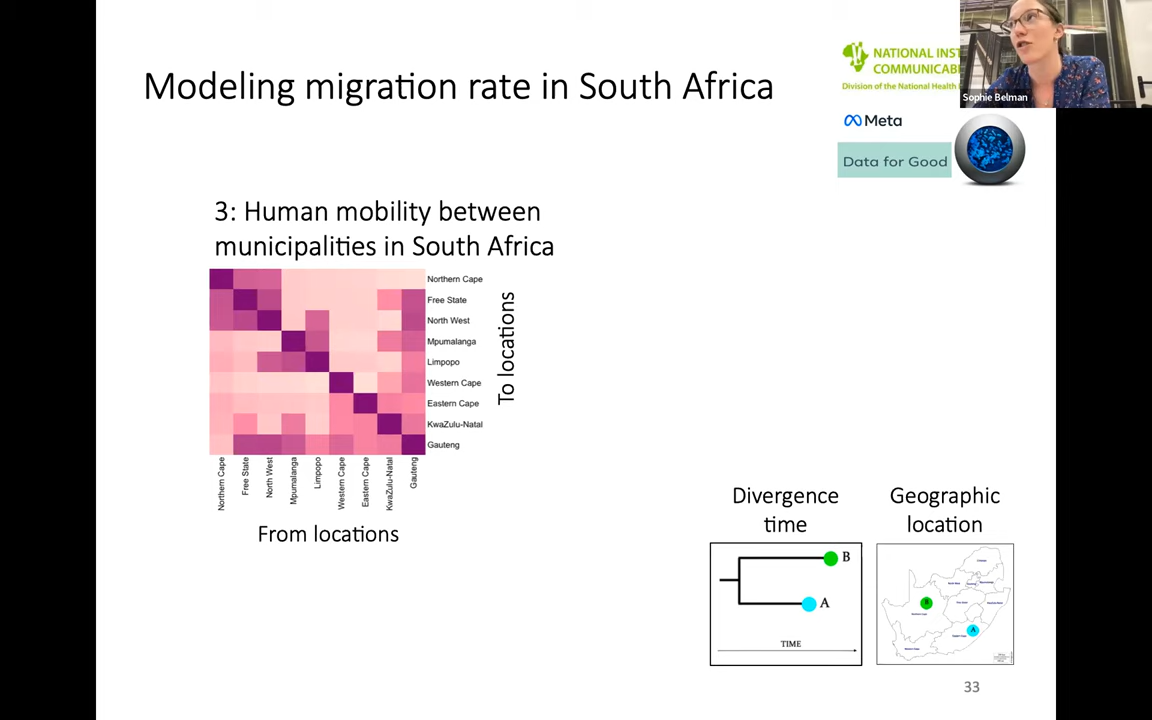 Modeling migration rate in South Africa
NATIONAL INST
COMMUNICABE
Division of the National Health
Sophie Belman
Meta
Data for Good
3: Human mobility between
municipalities in South Africa
Northern Cape
Free State
North West
Mpumalanga
Limpopo
Western Cape
Eastern Cape
KwaZulu-Natal
Gauteng
To locations
Northern Cape
Free State
North West
Mpumalanga
Limpopo
Western Cape
Eastern Cape
KwaZulu-Natal
Gauteng
From locations
Divergence
time
B
A
TIME
Geographic
location
B
A
33